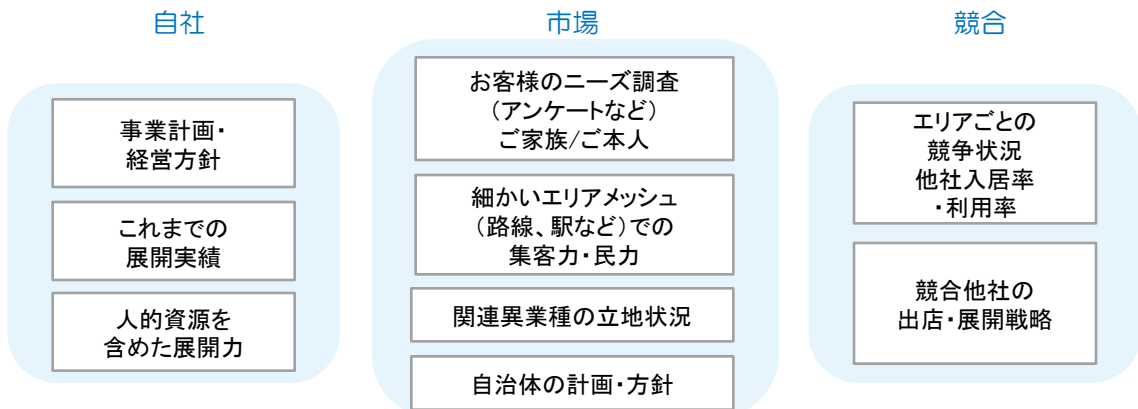 自社
事業計画・
経営方針
これまでの
展開実績
人的資源を
含めた展開力
市場
お客様のニーズ調査
(アンケートなど)
ご家族/ご本人
細かいエリアメッシュ
(路線、駅など)での
集客力・民力
関連異業種の立地状況
自治体の計画・方針
競合
エリアごとの
競争状況
他社入居率
・利用率
競合他社の
出店・展開戦略